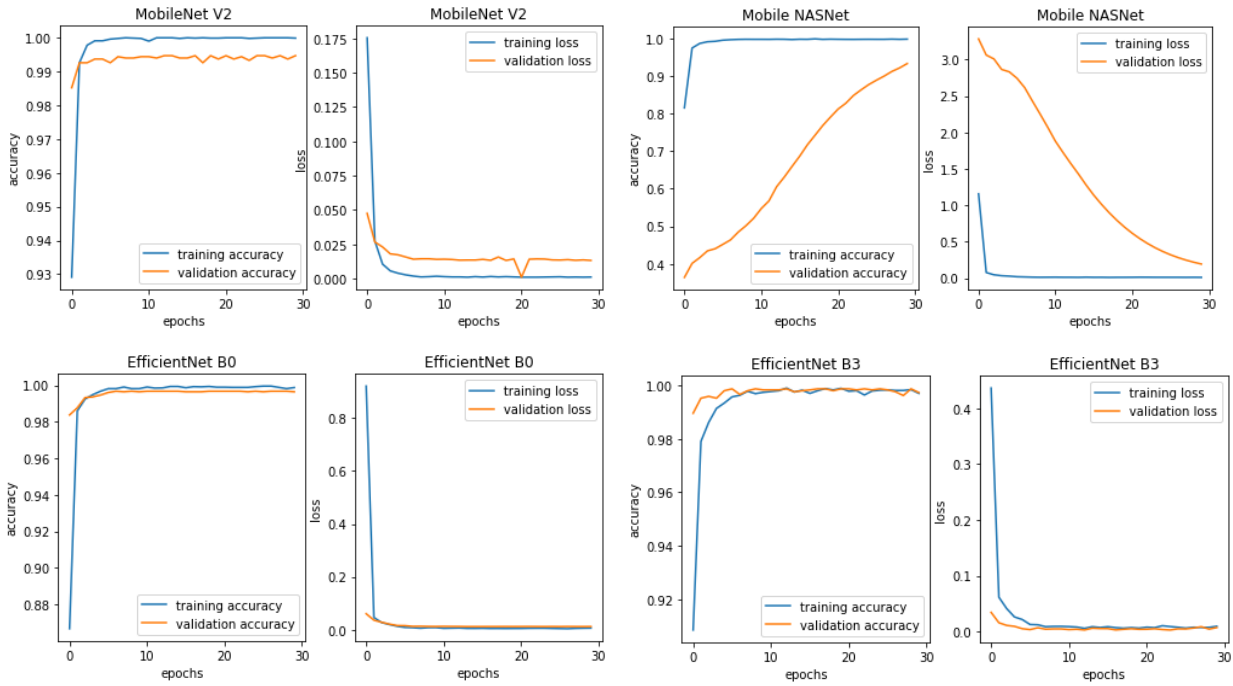 MobileNet V2
accuracy
1.00
0.99
0.98
0.97
0.96
0.95
0.94
0.93
training accuracy
validation accuracy
0 10 20 30
epochs
MobileNet V2
loss
0.175
0.150
0.125
0.100
0.075
0.050
0.025
0.000
training loss
validation loss
0 10 20 30
epochs
Mobile NASNet
accuracy
1.0
0.9
0.8
0.7
0.6
0.5
0.4
training accuracy
validation accuracy
0 10 20 30
epochs
Mobile NASNet
loss
3.0
2.5
2.0
1.5
1.0
0.5
0.0
training loss
validation loss
0 10 20 30
epochs
EfficientNet B0
accuracy
1.00
0.98
0.96
0.94
0.92
0.90
0.88
training accuracy
validation accuracy
0 10 20 30
epochs
EfficientNet B0
loss
0.8
0.6
0.4
0.2
0.0
training loss
validation loss
0 10 20 30
epochs
EfficientNet B3
accuracy
1.00
0.98
0.96
0.94
0.92
training accuracy
validation accuracy
0 10 20 30
epochs
EfficientNet B3
loss
0.4
0.3
0.2
0.1
0.0
training loss
validation loss
0 10 20 30
epochs